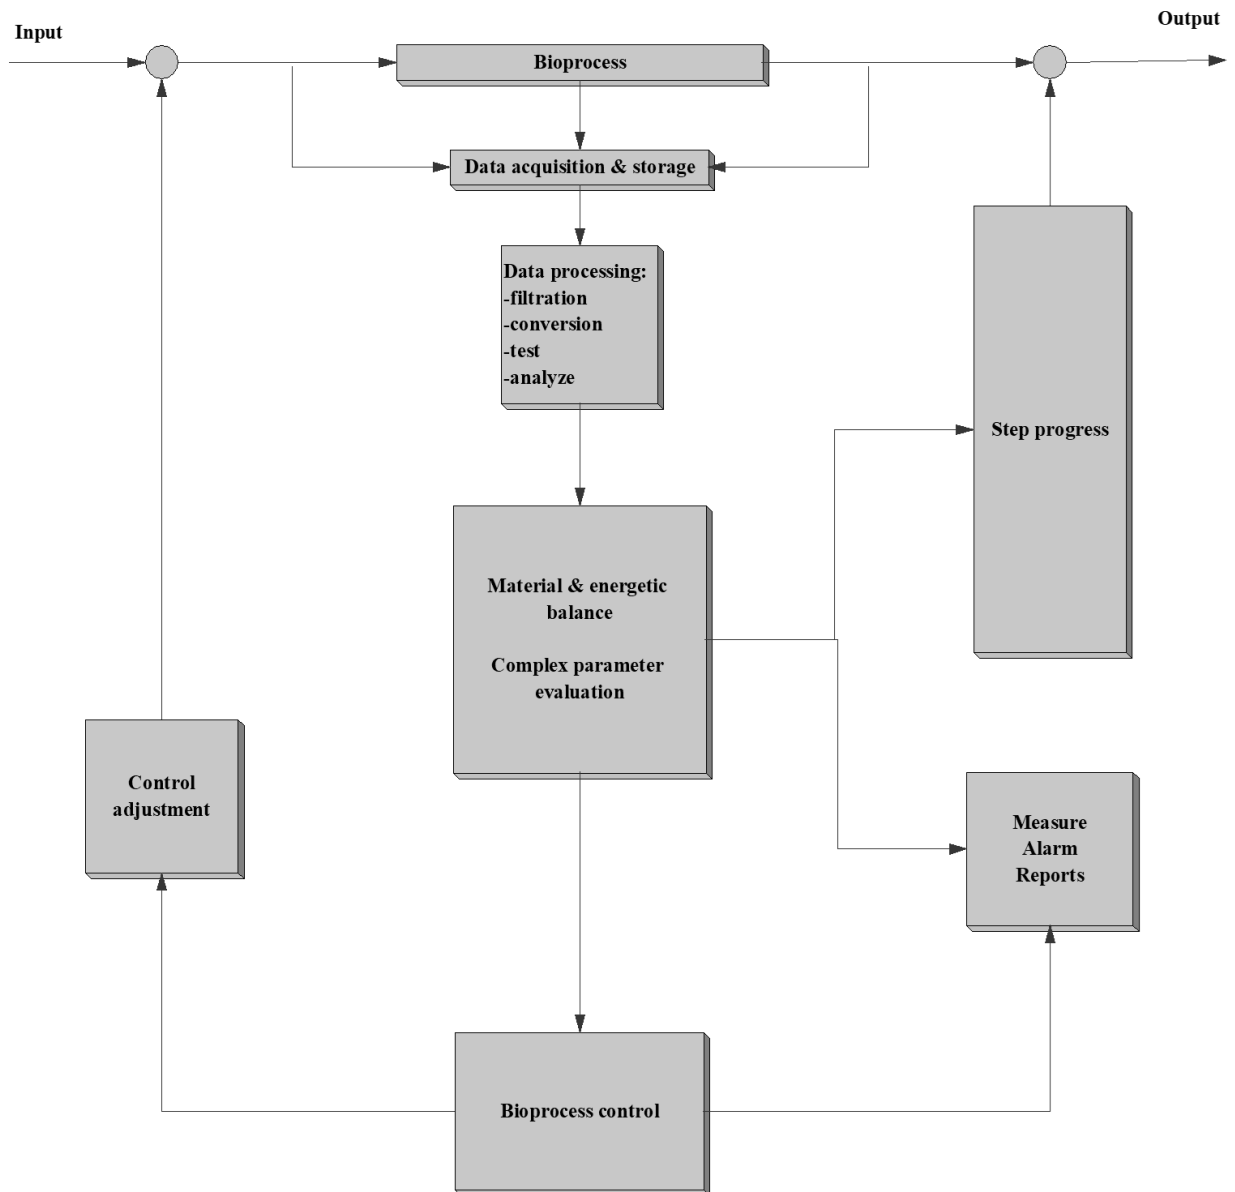 Input
Output
Bioprocess
Data acquisition & storage
Data processing:
-filtration
-conversion
-test
-analyze
Step progress
Material & energetic
balance
Complex parameter
evaluation
Control
adjustment
Measure
Alarm
Reports
Bioprocess control